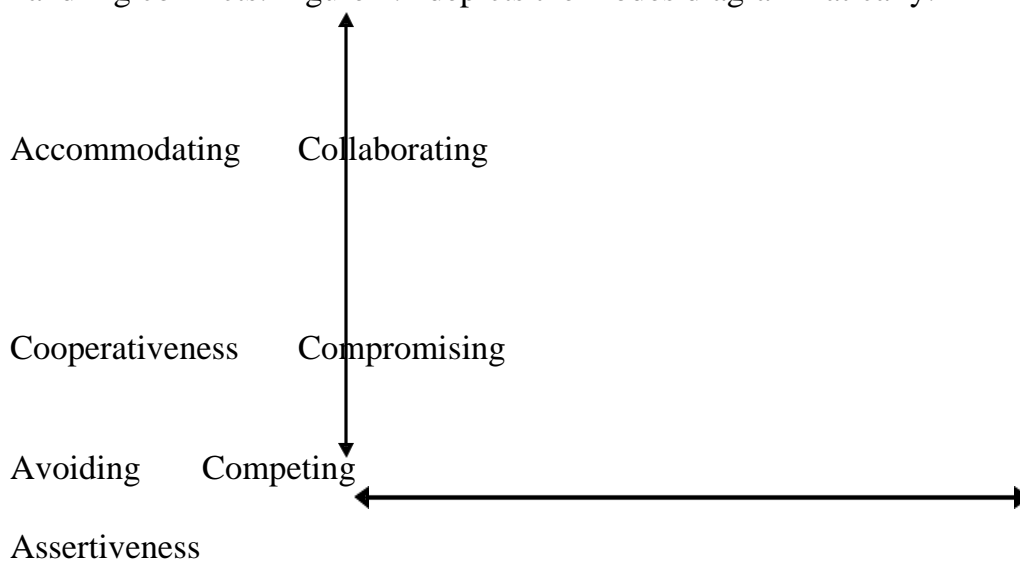 Accommodating Collaborating
Cooperativeness Compromising
Avoiding Competing
Assertiveness